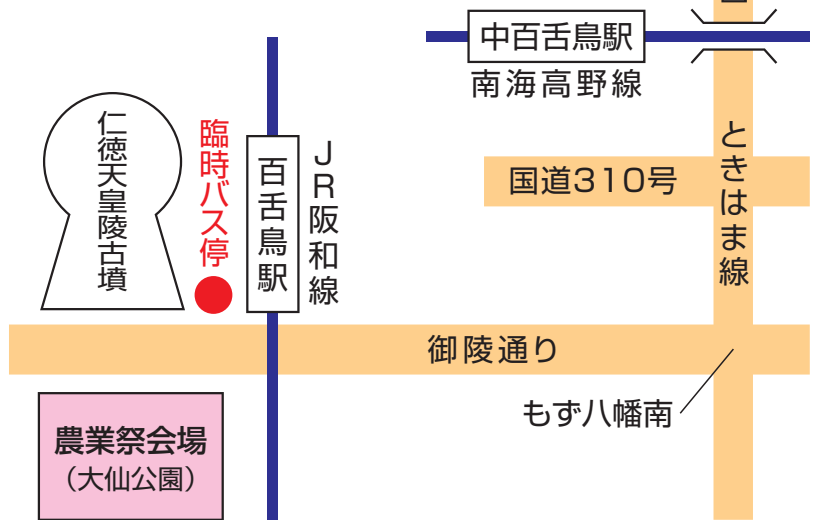 中百舌鳥駅
南海高野線
仁徳天皇陵古墳
臨時バス停
百舌鳥駅
JR阪和線
国道310号
ときはま線
御陵通り
もず八幡南
農業祭会場
（大仙公園）